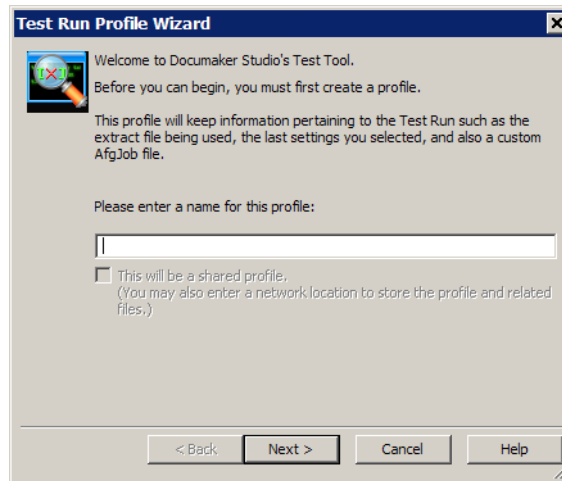 Test Run Profile Wizard
TXT
Welcome to Documaker Studio's Test Tool.
Before you can begin, you must first create a profile.
This profile will keep information pertaining to the Test Run such as the
extract file being used, the last settings you selected, and also a custom
AfgJob file.
Please enter a name for this profile:
This will be a shared profile.
(You may also enter a network location to store the profile and related
files.)
< Back
Next >
Cancel
Help